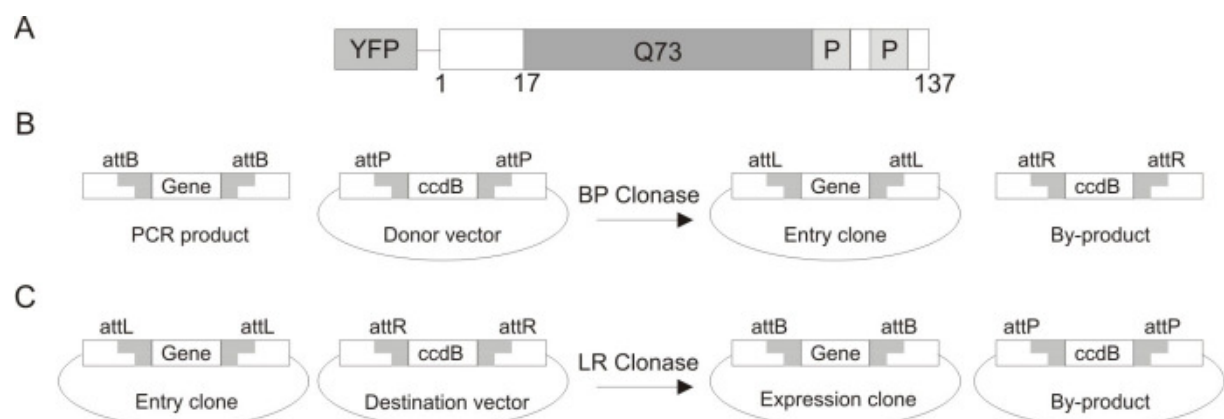 A
YFP Q73 P P
1 17 137
B
attB attB attP attP attL attL attR attR
Gene ccdB BP Clonase Gene ccdB
PCR product Donor vector Entry clone By-product
C
attL attL attR attR attB attB attP attP
Gene ccdB LR Clonase Gene ccdB
Entry clone Destination vector Expression clone By-product